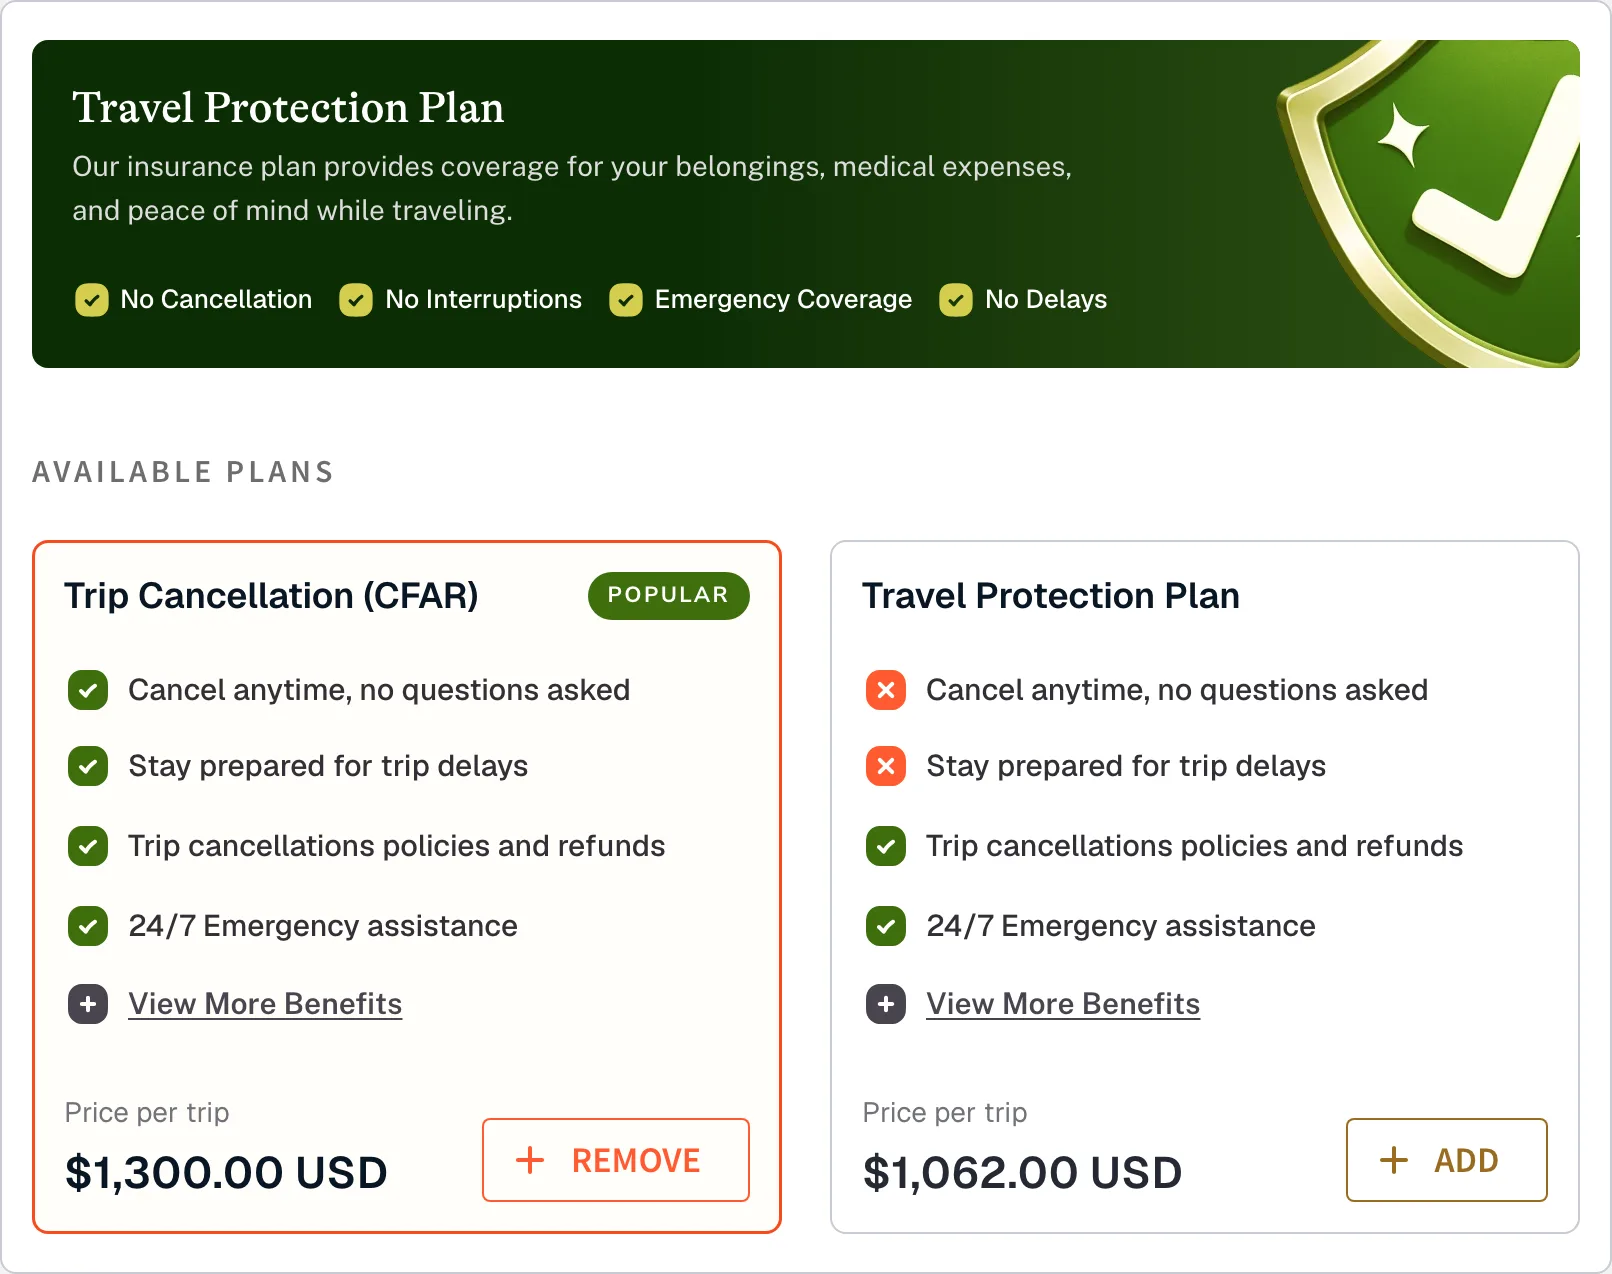 Travel Protection Plan
Our insurance plan provides coverage for your belongings, medical expenses,
and peace of mind while traveling.
No Cancellation No Interruptions Emergency Coverage No Delays
AVAILABLE PLANS
Trip Cancellation (CFAR)
POPULAR
Cancel anytime, no questions asked
Stay prepared for trip delays
Trip cancellations policies and refunds
24/7 Emergency assistance
View More Benefits
Price per trip
$1,300.00 USD
REMOVE
Travel Protection Plan
Cancel anytime, no questions asked
Stay prepared for trip delays
Trip cancellations policies and refunds
24/7 Emergency assistance
View More Benefits
Price per trip
$1,062.00 USD
ADD